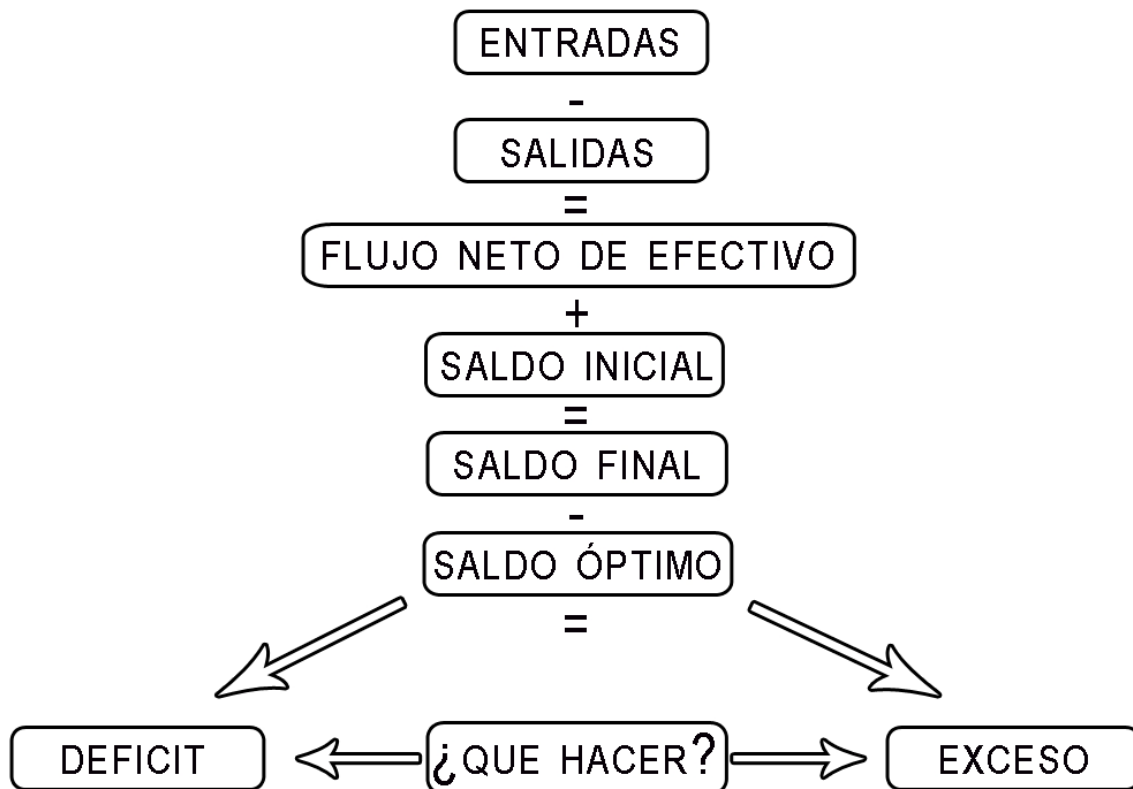 ENTRADAS
-
SALIDAS
=
FLUJO NETO DE EFECTIVO
+
SALDO INICIAL
=
SALDO FINAL
-
SALDO ÓPTIMO
=
DEFICIT
¿QUE HACER?
EXCESO